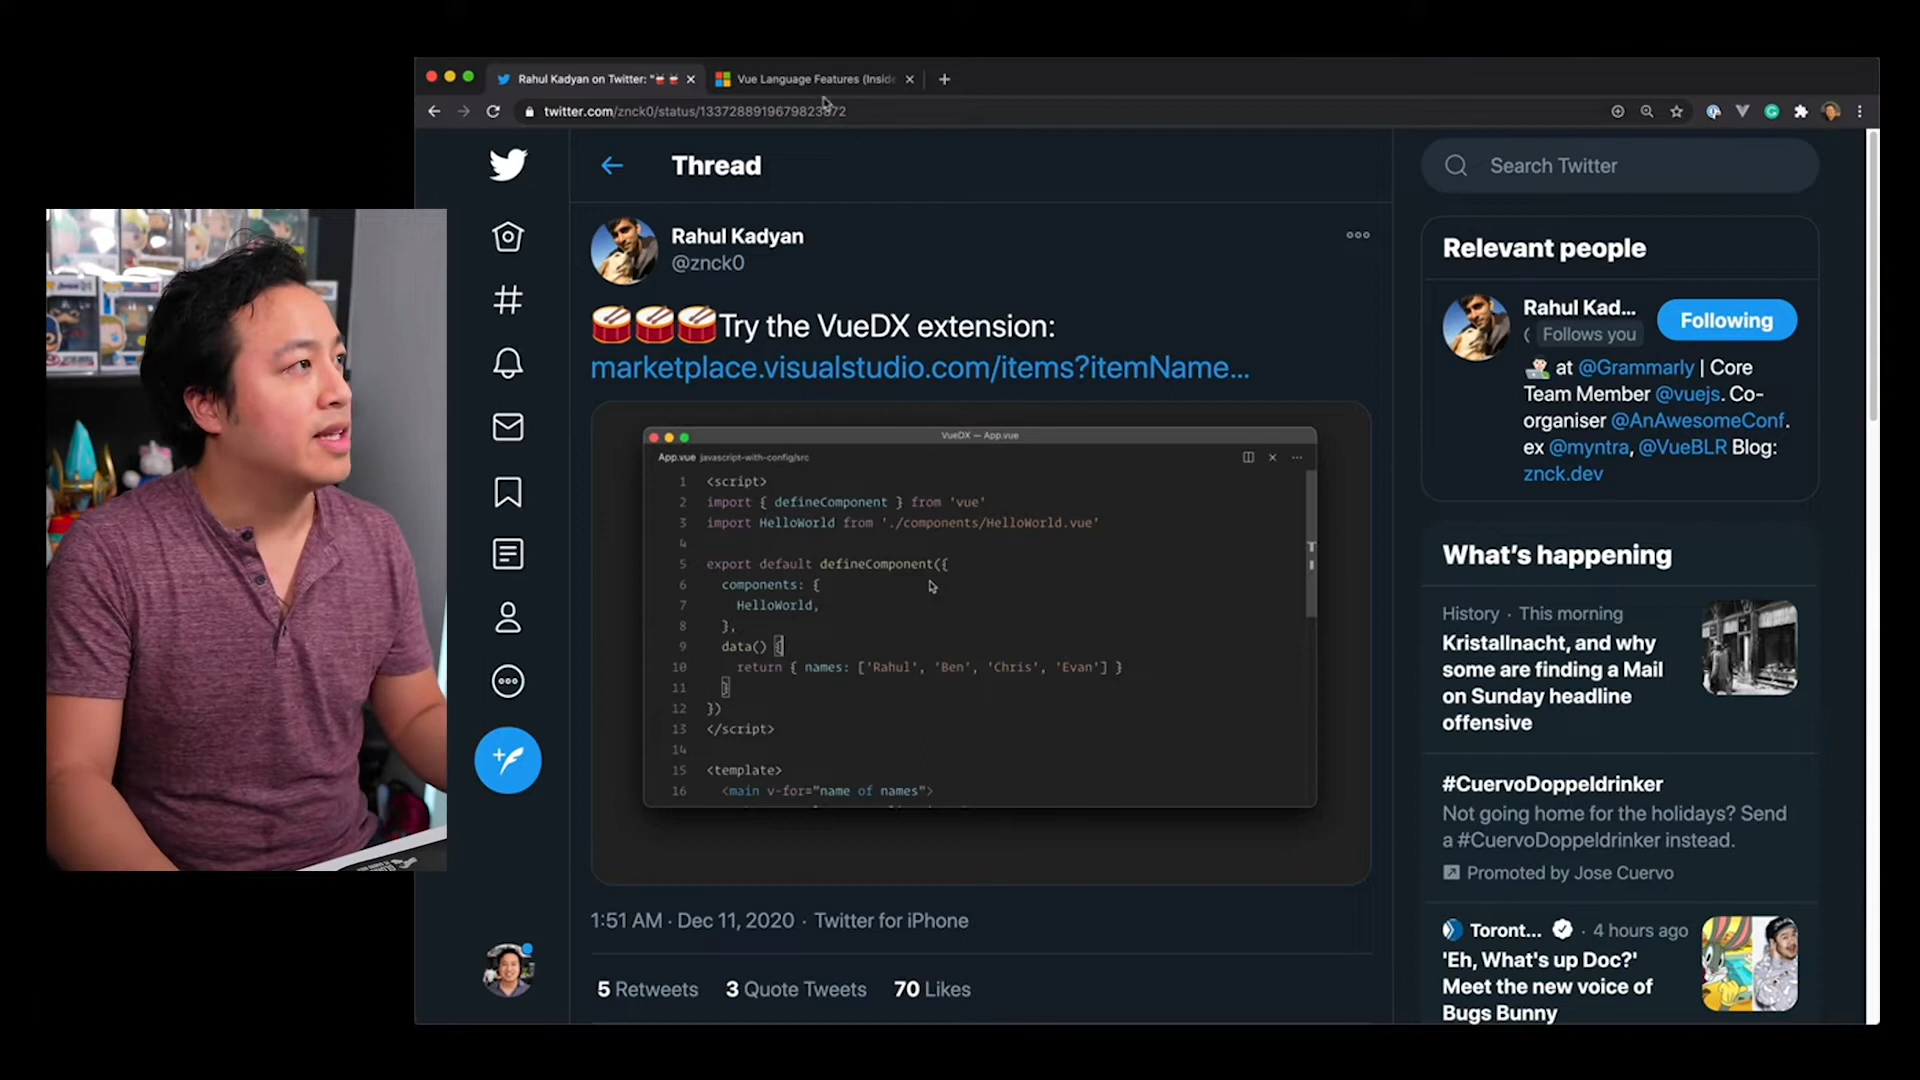 Rahul Kadyan on Twitter: "
Vue Language Features (Insid
twitter.com/znck0/status/1337288919679823872
Thread
Search Twitter
Rahul Kadyan
@znck0
Try the VueDX extension:
marketplace.visualstudio.com/items?itemName…
VueDX — App.vue
App.vue javascript-with-config/src
1 <script>
2 import { defineComponent } from 'vue'
3 import HelloWorld from './components/HelloWorld.vue'
4
5 export default defineComponent({
6 components: {
7 HelloWorld,
8 },
9 data() {
10 return { names: ['Rahul', 'Ben', 'Chris', 'Evan'] }
11 }
12 })
13 </script>
14
15 <template>
16 <main v-for="name of names">
1:51 AM · Dec 11, 2020 · Twitter for iPhone
5 Retweets 3 Quote Tweets 70 Likes
Relevant people
Rahul Kad...
Follows you
Following
at @Grammarly | Core
Team Member @vuejs. Co-
organiser @AnAwesomeConf.
ex @myntra, @VueBLR Blog:
znck.dev
What's happening
History · This morning
Kristallnacht, and why
some are finding a Mail
on Sunday headline
offensive
#CuervoDoppeldrinker
Not going home for the holidays? Send
a #CuervoDoppeldrinker instead.
Promoted by Jose Cuervo
Toront... · 4 hours ago
'Eh, What's up Doc?'
Meet the new voice of
Bugs Bunny